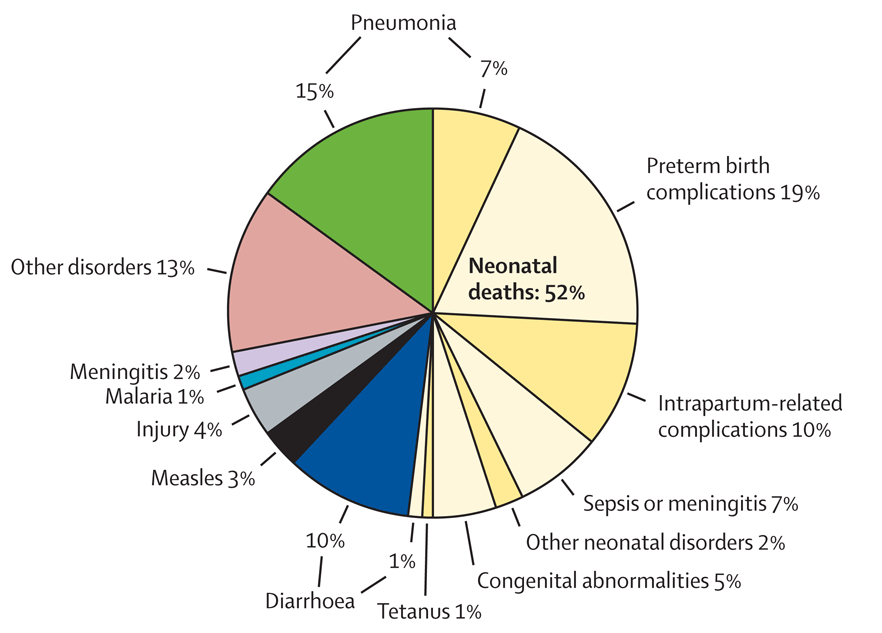 Pneumonia
7%
15%
Preterm birth
complications 19%
Neonatal
deaths: 52%
Other disorders 13%
Meningitis 2%
Malaria 1%
Injury 4%
Measles 3%
Intrapartum-related
complications 10%
Sepsis or meningitis 7%
Other neonatal disorders 2%
Congenital abnormalities 5%
10%
1%
Diarrhoea
Tetanus 1%